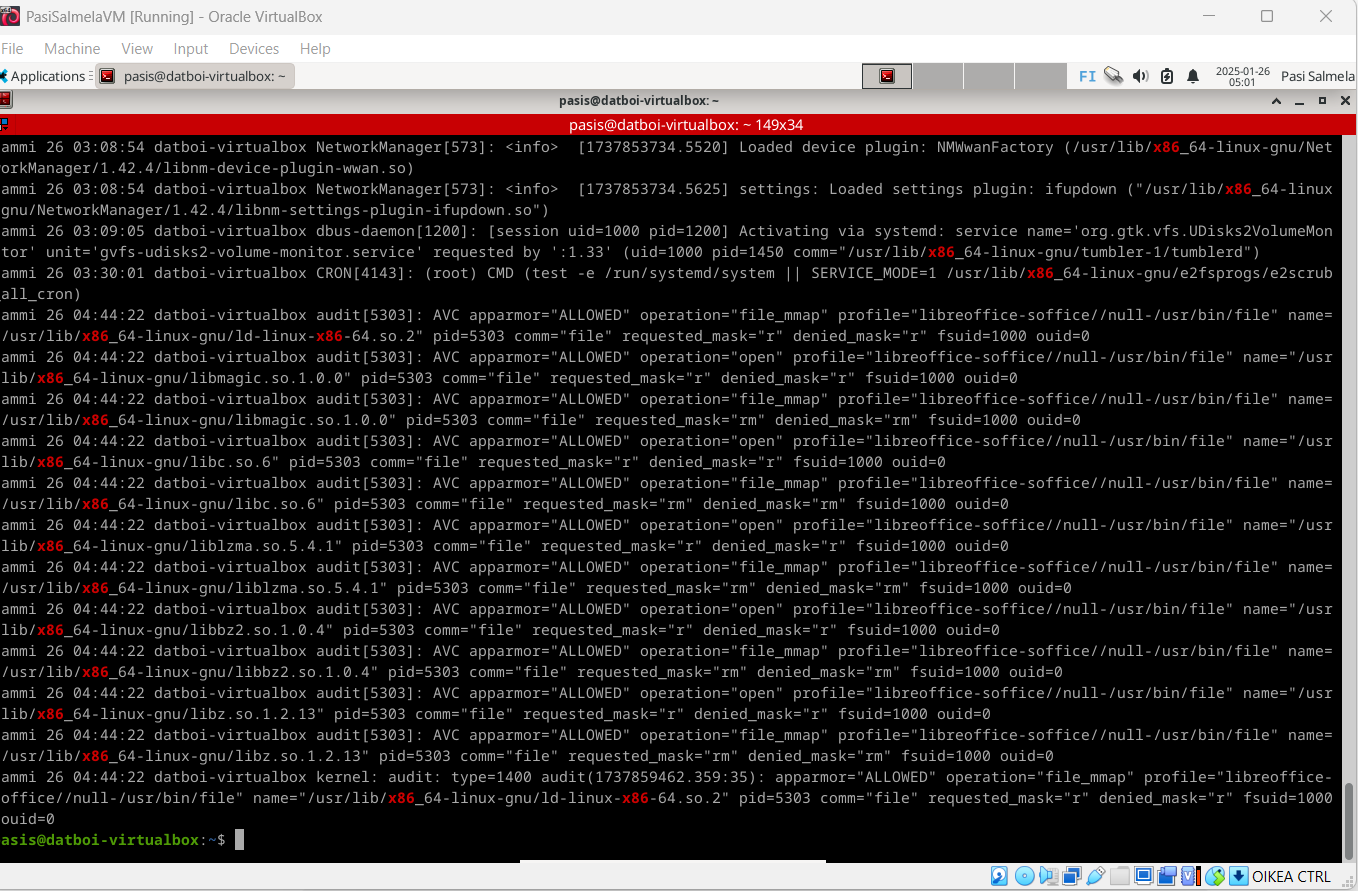 PasiSalmelaVM [Running] - Oracle VirtualBox
File Machine View Input Devices Help
Applications pasis@datboi-virtualbox: ~ FI 2025-01-26 05:01 Pasi Salmela
pasis@datboi-virtualbox: ~
pasis@datboi-virtualbox: ~ 149x34
ammi 26 03:08:54 datboi-virtualbox NetworkManager[573]: <info>  [1737853734.5520] Loaded device plugin: NMWwanFactory (/usr/lib/x86_64-linux-gnu/Net
orkManager/1.42.4/libnm-device-plugin-wwan.so)
ammi 26 03:08:54 datboi-virtualbox NetworkManager[573]: <info>  [1737853734.5625] settings: Loaded settings plugin: ifupdown ("/usr/lib/x86_64-linux
gnu/NetworkManager/1.42.4/libnm-settings-plugin-ifupdown.so")
ammi 26 03:09:05 datboi-virtualbox dbus-daemon[1200]: [session uid=1000 pid=1200] Activating via systemd: service name='org.gtk.vfs.UDisks2VolumeMon
tor' unit='gvfs-udisks2-volume-monitor.service' requested by ':1.33' (uid=1000 pid=1450 comm="/usr/lib/x86_64-linux-gnu/tumbler-1/tumblerd")
ammi 26 03:30:01 datboi-virtualbox CRON[4143]: (root) CMD (test -e /run/systemd/system || SERVICE_MODE=1 /usr/lib/x86_64-linux-gnu/e2fsprogs/e2scrub
all_cron)
ammi 26 04:44:22 datboi-virtualbox audit[5303]: AVC apparmor="ALLOWED" operation="file_mmap" profile="libreoffice-soffice//null-/usr/bin/file" name=
/usr/lib/x86_64-linux-gnu/ld-linux-x86-64.so.2" pid=5303 comm="file" requested_mask="r" denied_mask="r" fsuid=1000 ouid=0
ammi 26 04:44:22 datboi-virtualbox audit[5303]: AVC apparmor="ALLOWED" operation="open" profile="libreoffice-soffice//null-/usr/bin/file" name="/usr
lib/x86_64-linux-gnu/libmagic.so.1.0.0" pid=5303 comm="file" requested_mask="r" denied_mask="r" fsuid=1000 ouid=0
ammi 26 04:44:22 datboi-virtualbox audit[5303]: AVC apparmor="ALLOWED" operation="file_mmap" profile="libreoffice-soffice//null-/usr/bin/file" name=
/usr/lib/x86_64-linux-gnu/libmagic.so.1.0.0" pid=5303 comm="file" requested_mask="rm" denied_mask="rm" fsuid=1000 ouid=0
ammi 26 04:44:22 datboi-virtualbox audit[5303]: AVC apparmor="ALLOWED" operation="open" profile="libreoffice-soffice//null-/usr/bin/file" name="/usr
lib/x86_64-linux-gnu/libc.so.6" pid=5303 comm="file" requested_mask="r" denied_mask="r" fsuid=1000 ouid=0
ammi 26 04:44:22 datboi-virtualbox audit[5303]: AVC apparmor="ALLOWED" operation="file_mmap" profile="libreoffice-soffice//null-/usr/bin/file" name=
/usr/lib/x86_64-linux-gnu/libc.so.6" pid=5303 comm="file" requested_mask="rm" denied_mask="rm" fsuid=1000 ouid=0
ammi 26 04:44:22 datboi-virtualbox audit[5303]: AVC apparmor="ALLOWED" operation="open" profile="libreoffice-soffice//null-/usr/bin/file" name="/usr
lib/x86_64-linux-gnu/liblzma.so.5.4.1" pid=5303 comm="file" requested_mask="r" denied_mask="r" fsuid=1000 ouid=0
ammi 26 04:44:22 datboi-virtualbox audit[5303]: AVC apparmor="ALLOWED" operation="file_mmap" profile="libreoffice-soffice//null-/usr/bin/file" name=
/usr/lib/x86_64-linux-gnu/liblzma.so.5.4.1" pid=5303 comm="file" requested_mask="rm" denied_mask="rm" fsuid=1000 ouid=0
ammi 26 04:44:22 datboi-virtualbox audit[5303]: AVC apparmor="ALLOWED" operation="open" profile="libreoffice-soffice//null-/usr/bin/file" name="/usr
lib/x86_64-linux-gnu/libbz2.so.1.0.4" pid=5303 comm="file" requested_mask="r" denied_mask="r" fsuid=1000 ouid=0
ammi 26 04:44:22 datboi-virtualbox audit[5303]: AVC apparmor="ALLOWED" operation="file_mmap" profile="libreoffice-soffice//null-/usr/bin/file" name=
/usr/lib/x86_64-linux-gnu/libbz2.so.1.0.4" pid=5303 comm="file" requested_mask="rm" denied_mask="rm" fsuid=1000 ouid=0
ammi 26 04:44:22 datboi-virtualbox audit[5303]: AVC apparmor="ALLOWED" operation="open" profile="libreoffice-soffice//null-/usr/bin/file" name="/usr
lib/x86_64-linux-gnu/libz.so.1.2.13" pid=5303 comm="file" requested_mask="r" denied_mask="r" fsuid=1000 ouid=0
ammi 26 04:44:22 datboi-virtualbox audit[5303]: AVC apparmor="ALLOWED" operation="file_mmap" profile="libreoffice-soffice//null-/usr/bin/file" name=
/usr/lib/x86_64-linux-gnu/libz.so.1.2.13" pid=5303 comm="file" requested_mask="rm" denied_mask="rm" fsuid=1000 ouid=0
ammi 26 04:44:22 datboi-virtualbox kernel: audit: type=1400 audit(1737859462.359:35): apparmor="ALLOWED" operation="file_mmap" profile="libreoffice-
office//null-/usr/bin/file" name="/usr/lib/x86_64-linux-gnu/ld-linux-x86-64.so.2" pid=5303 comm="file" requested_mask="r" denied_mask="r" fsuid=1000
ouid=0
asis@datboi-virtualbox:~$
OIKEA CTRL